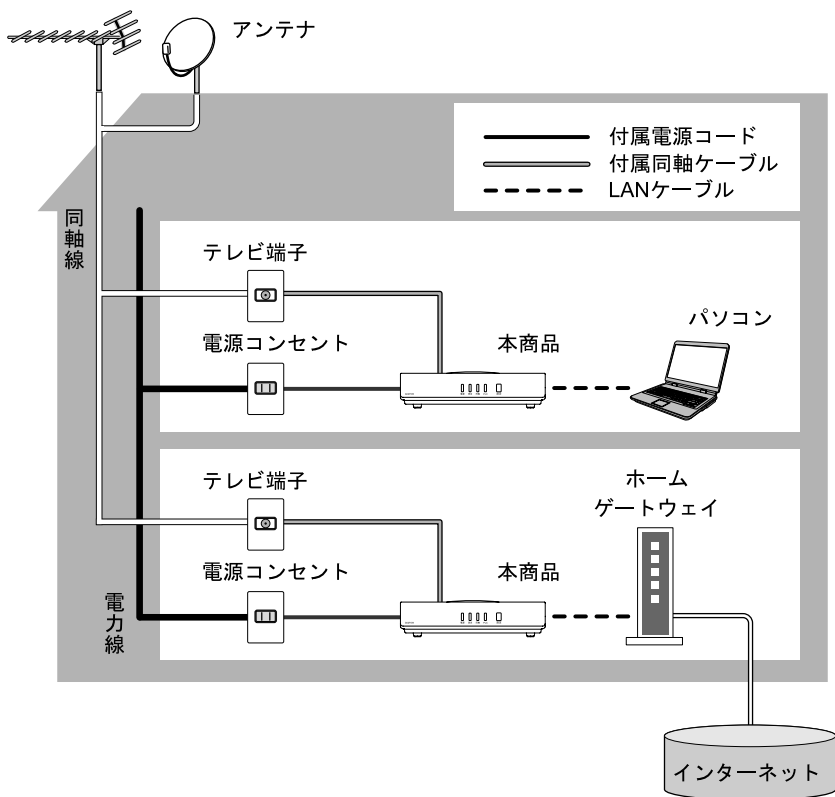 アンテナ
付属電源コード
付属同軸ケーブル
LANケーブル
同軸線
テレビ端子
電源コンセント
本商品
パソコン
テレビ端子
電源コンセント
本商品
ホーム
ゲートウェイ
電力線
インターネット